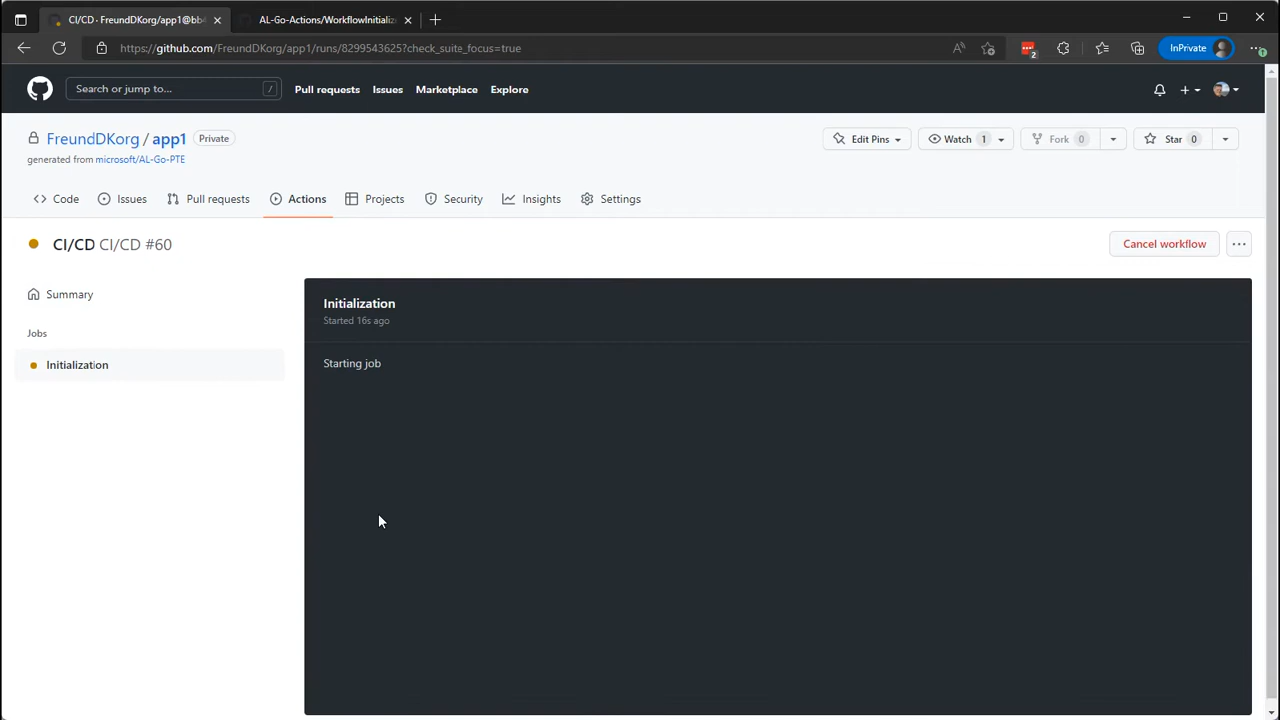 CI/CD · FreundDKorg/app1@bb4
AL-Go-Actions/WorkflowInitialize
https://github.com/FreundDKorg/app1/runs/8299543625?check_suite_focus=true
2
InPrivate
Search or jump to... /
Pull requests Issues Marketplace Explore
FreundDKorg / app1 Private
Edit Pins Watch 1 Fork 0 Star 0
generated from microsoft/AL-Go-PTE
Code Issues Pull requests Actions Projects Security Insights Settings
CI/CD CI/CD #60
Cancel workflow
Summary
Jobs
Initialization
Initialization
Started 16s ago
Starting job